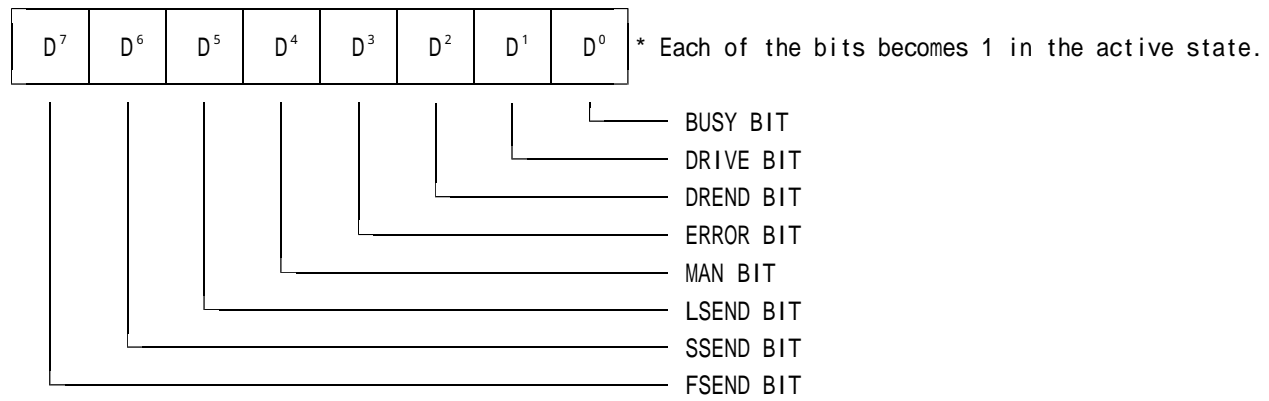 D⁷ D⁶ D⁵ D⁴ D³ D² D¹ D⁰ * Each of the bits becomes 1 in the active state.
BUSY BIT
DRIVE BIT
DREND BIT
ERROR BIT
MAN BIT
LSEND BIT
SSEND BIT
FSEND BIT